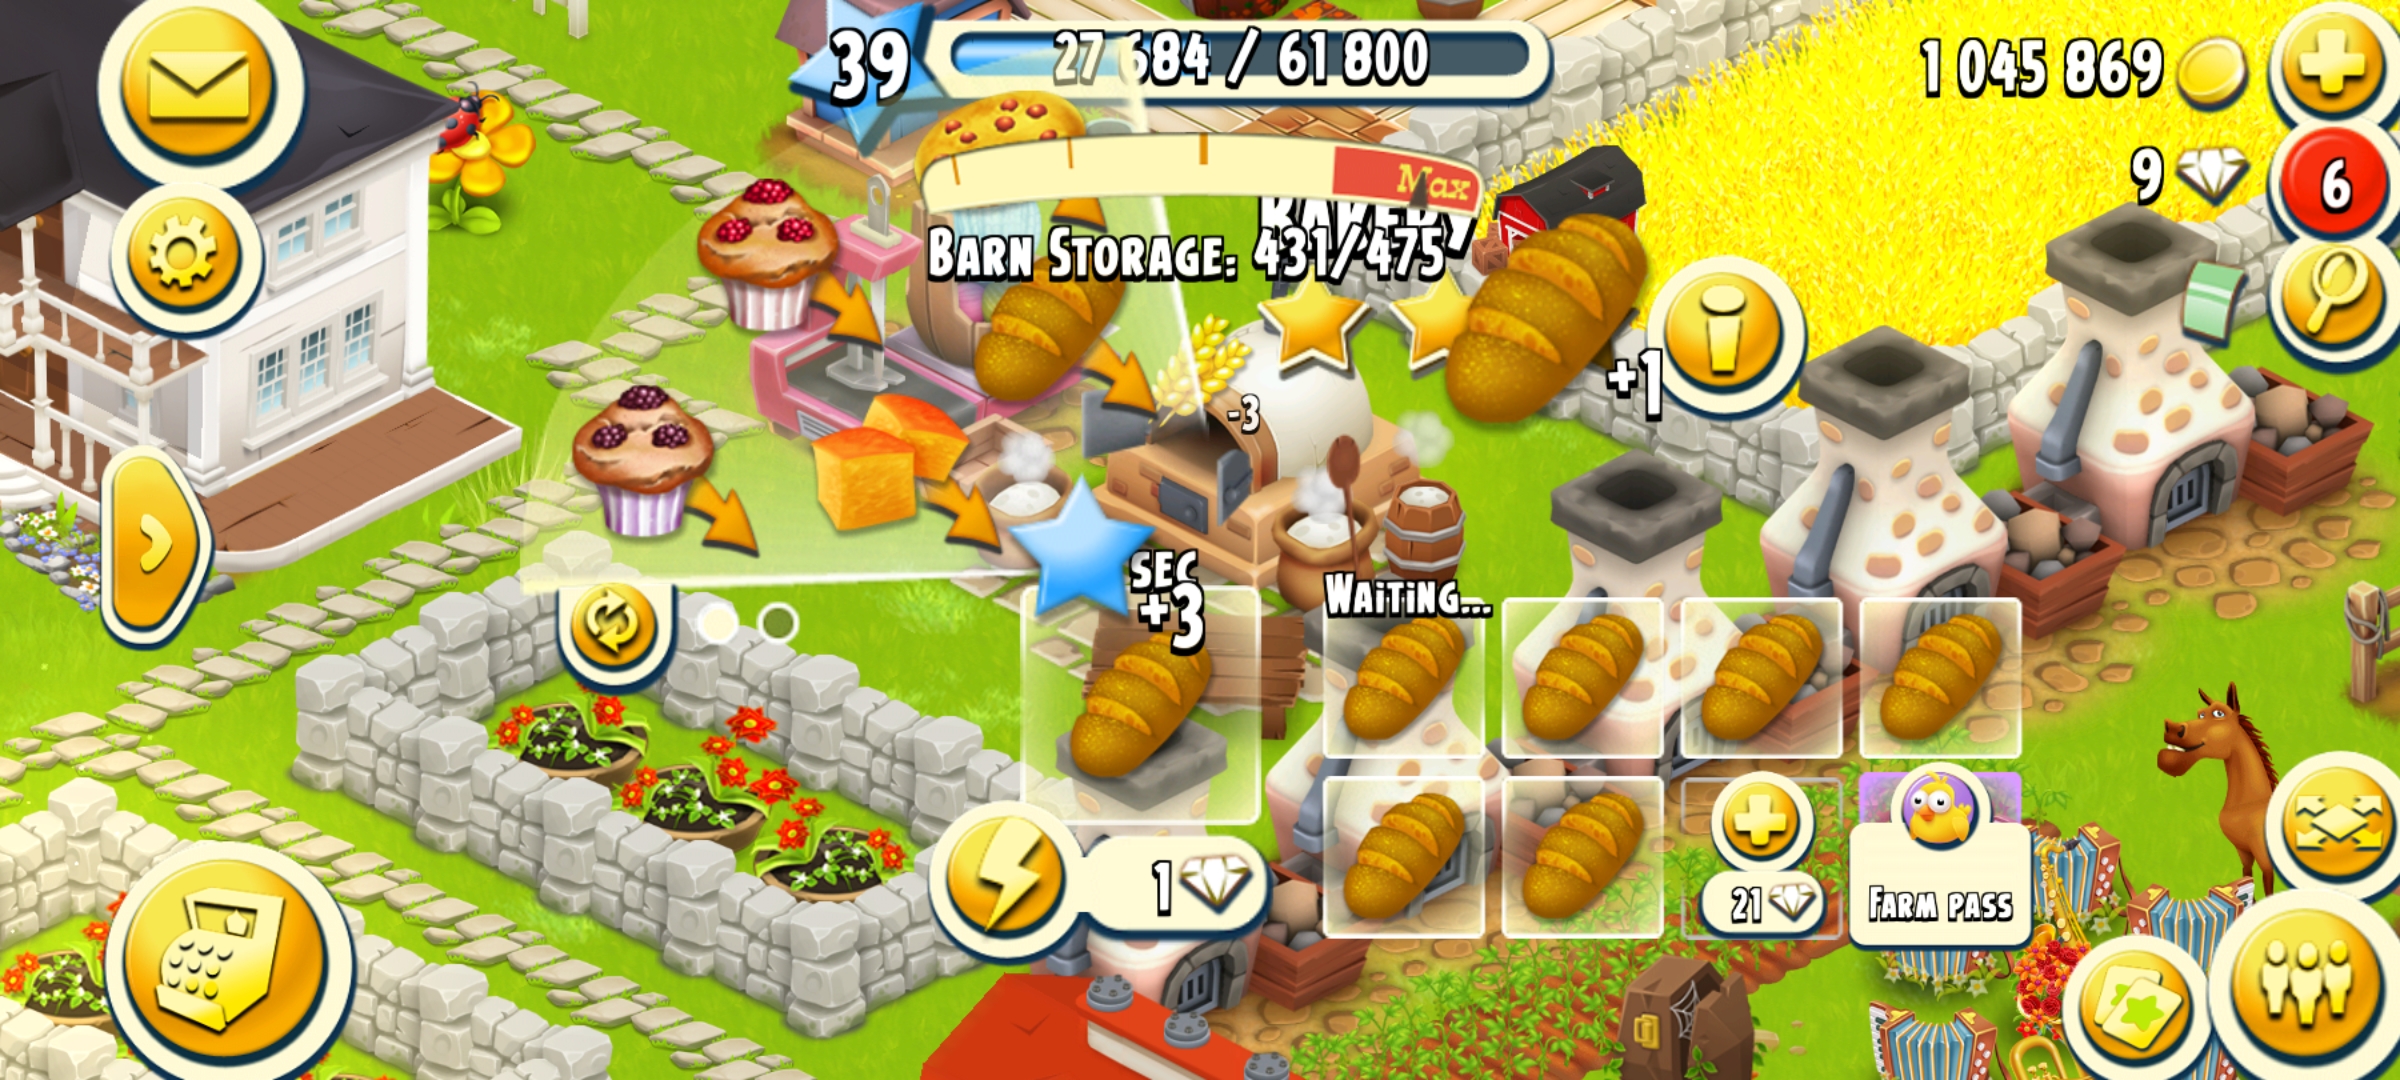 39
27 684 / 61 800
1 045 869
9
6
Max
BAKERY
BARN STORAGE: 431/475
+1
-3
SEC
+3
WAITING...
1
21
FARM PASS